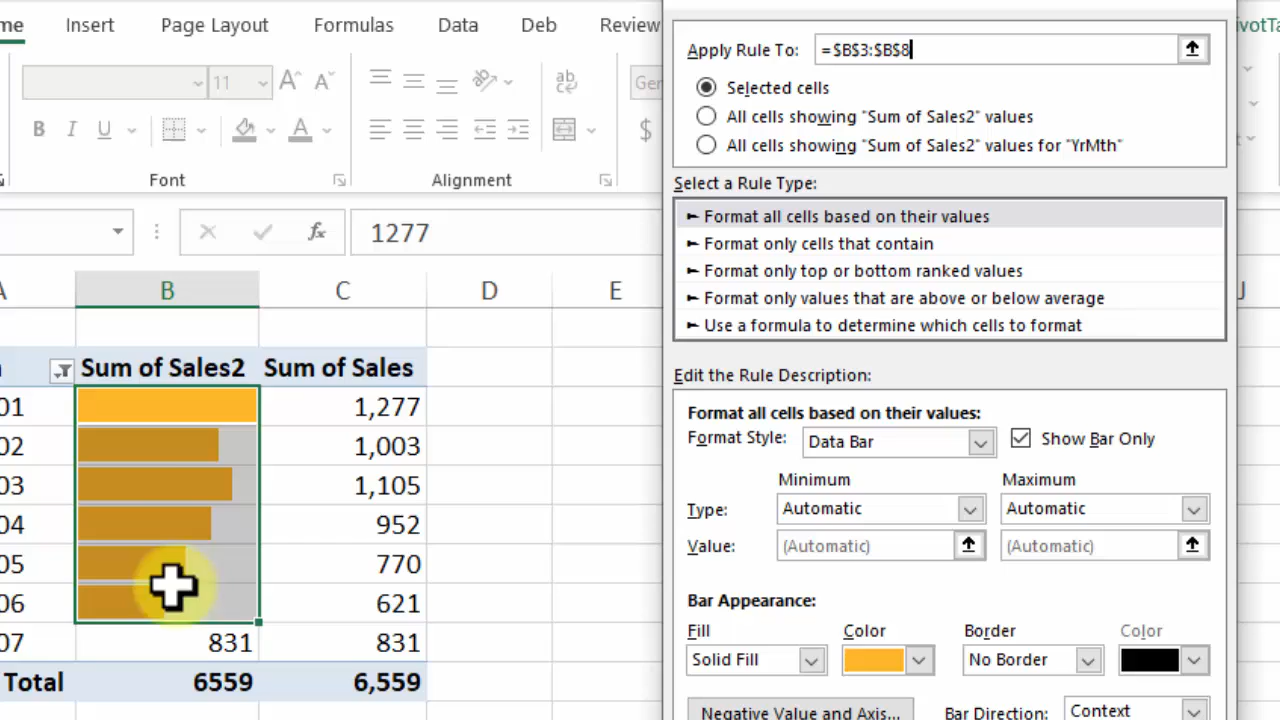 me Insert Page Layout Formulas Data Deb Review
11 A A ab
B I U A $
Font Alignment
fx 1277
A B C D E J
Sum of Sales2 Sum of Sales
01 1,277
02 1,003
03 1,105
04 952
05 770
06 621
07 831 831
Total 6559 6,559
ivotTa
Apply Rule To: =$B$3:$B$8
Selected cells
All cells showing "Sum of Sales2" values
All cells showing "Sum of Sales2" values for "YrMth"
Select a Rule Type:
► Format all cells based on their values
► Format only cells that contain
► Format only top or bottom ranked values
► Format only values that are above or below average
► Use a formula to determine which cells to format
Edit the Rule Description:
Format all cells based on their values:
Format Style: Data Bar Show Bar Only
Minimum Maximum
Type: Automatic Automatic
Value: (Automatic) (Automatic)
Bar Appearance:
Fill Color Border Color
Solid Fill No Border
Negative Value and Axis... Bar Direction: Context